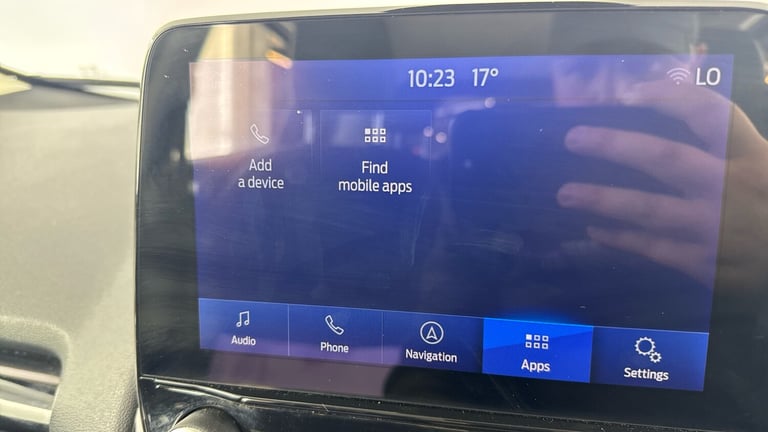 10:23 17° LO
Add
a device
Find
mobile apps
Audio
Phone
Navigation
Apps
Settings